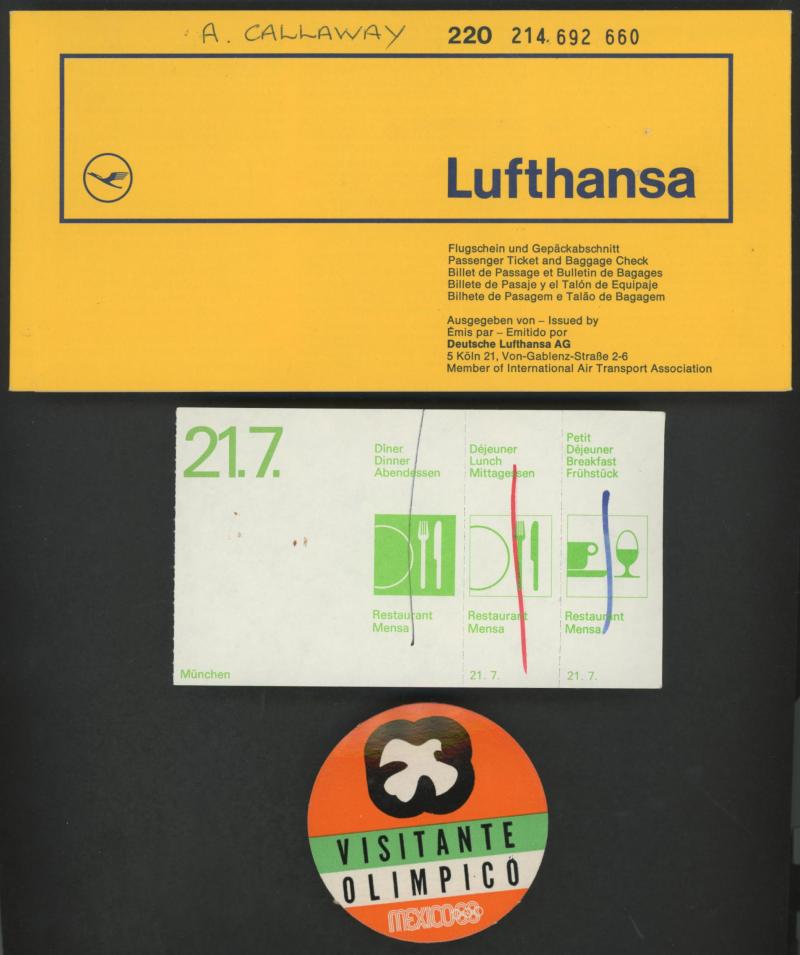 A. CALLAWAY 220 214 692 660
Lufthansa
Flugschein und Gepäckabschnitt
Passenger Ticket and Baggage Check
Billet de Passage et Bulletin de Bagages
Billete de Pasaje y el Talón de Equipaje
Bilhete de Pasagem e Talão de Bagagem
Ausgegeben von – Issued by
Émis par – Emitido por
Deutsche Lufthansa AG
5 Köln 21, Von-Gablenz-Straße 2-6
Member of International Air Transport Association
21.7.
Dîner
Dinner
Abendessen
Restaurant
Mensa
Déjeuner
Lunch
Mittagessen
Restaurant
Mensa
21. 7.
Petit
Déjeuner
Breakfast
Frühstück
Restaurant
Mensa
21. 7.
München
VISITANTE
OLIMPICO
MEXICO68